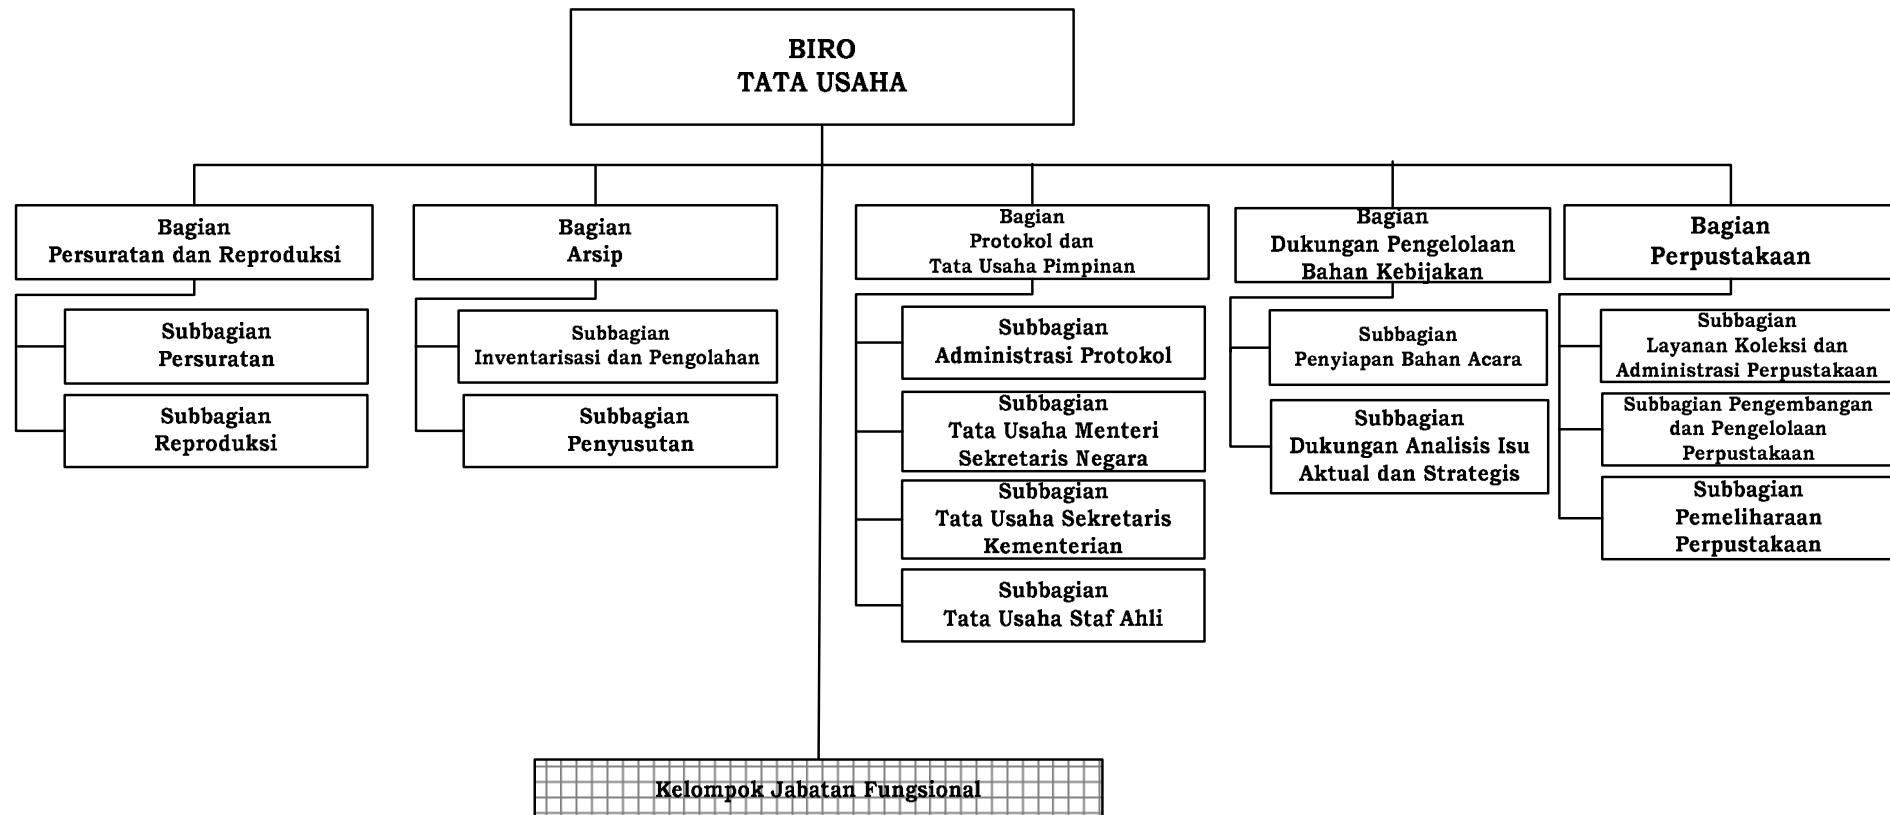 BIRO
TATA USAHA
Bagian
Persuratan dan Reproduksi
Subbagian
Persuratan
Subbagian
Reproduksi
Bagian
Arsip
Subbagian
Inventarisasi dan Pengolahan
Subbagian
Penyusutan
Bagian
Protokol dan
Tata Usaha Pimpinan
Subbagian
Administrasi Protokol
Subbagian
Tata Usaha Menteri
Sekretaris Negara
Subbagian
Tata Usaha Sekretaris
Kementerian
Subbagian
Tata Usaha Staf Ahli
Bagian
Dukungan Pengelolaan
Bahan Kebijakan
Subbagian
Penyiapan Bahan Acara
Subbagian
Dukungan Analisis Isu
Aktual dan Strategis
Bagian
Perpustakaan
Subbagian
Layanan Koleksi dan
Administrasi Perpustakaan
Subbagian Pengembangan
dan Pengelolaan
Perpustakaan
Subbagian
Pemeliharaan
Perpustakaan
Kelompok Jabatan Fungsional